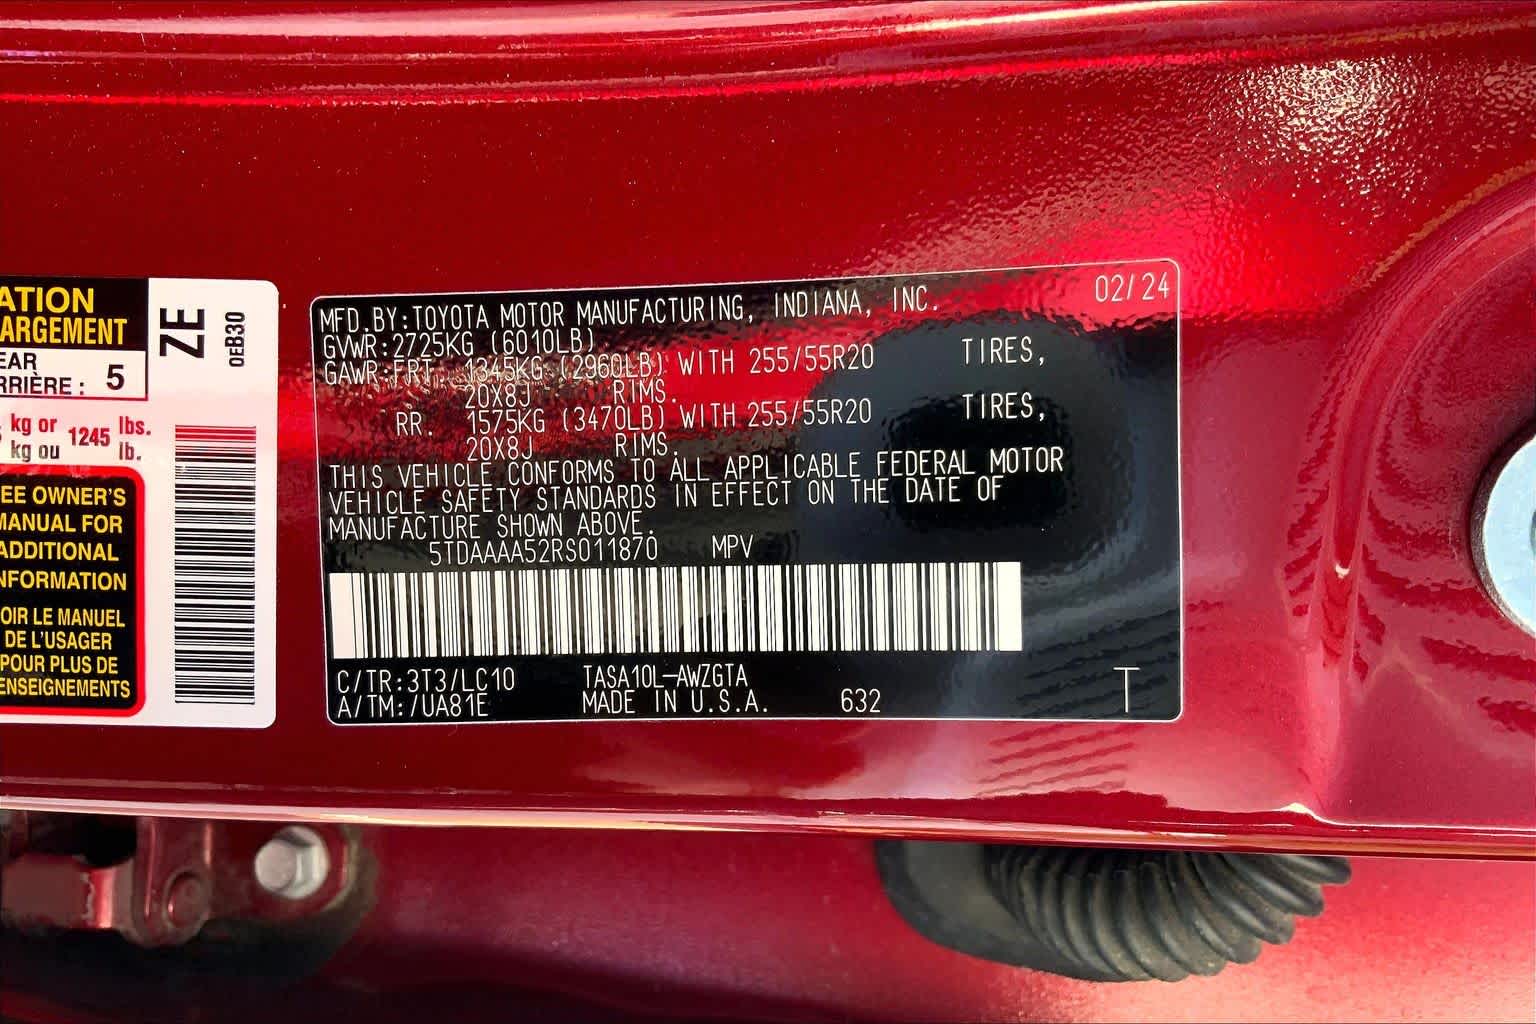 ATION
ARGEMENT
EAR
RRIÈRE : 5
kg or 1245 lbs.
kg ou lb.
EE OWNER'S
MANUAL FOR
ADDITIONAL
NFORMATION
OIR LE MANUEL
DE L'USAGER
POUR PLUS DE
ENSEIGNEMENTS
ZE
0EB30
MFD.BY:TOYOTA MOTOR MANUFACTURING, INDIANA, INC. 02/24
GVWR:2725KG (6010LB)
GAWR:FRT. 1345KG (2960LB) WITH 255/55R20 TIRES,
20X8J RIMS.
RR. 1575KG (3470LB) WITH 255/55R20 TIRES,
20X8J RIMS.
THIS VEHICLE CONFORMS TO ALL APPLICABLE FEDERAL MOTOR
VEHICLE SAFETY STANDARDS IN EFFECT ON THE DATE OF
MANUFACTURE SHOWN ABOVE.
5TDAAAA52RS011870 MPV
C/TR:3T3/LC10 TASA10L-AWZGTA
A/TM:/UA81E MADE IN U.S.A. 632 T